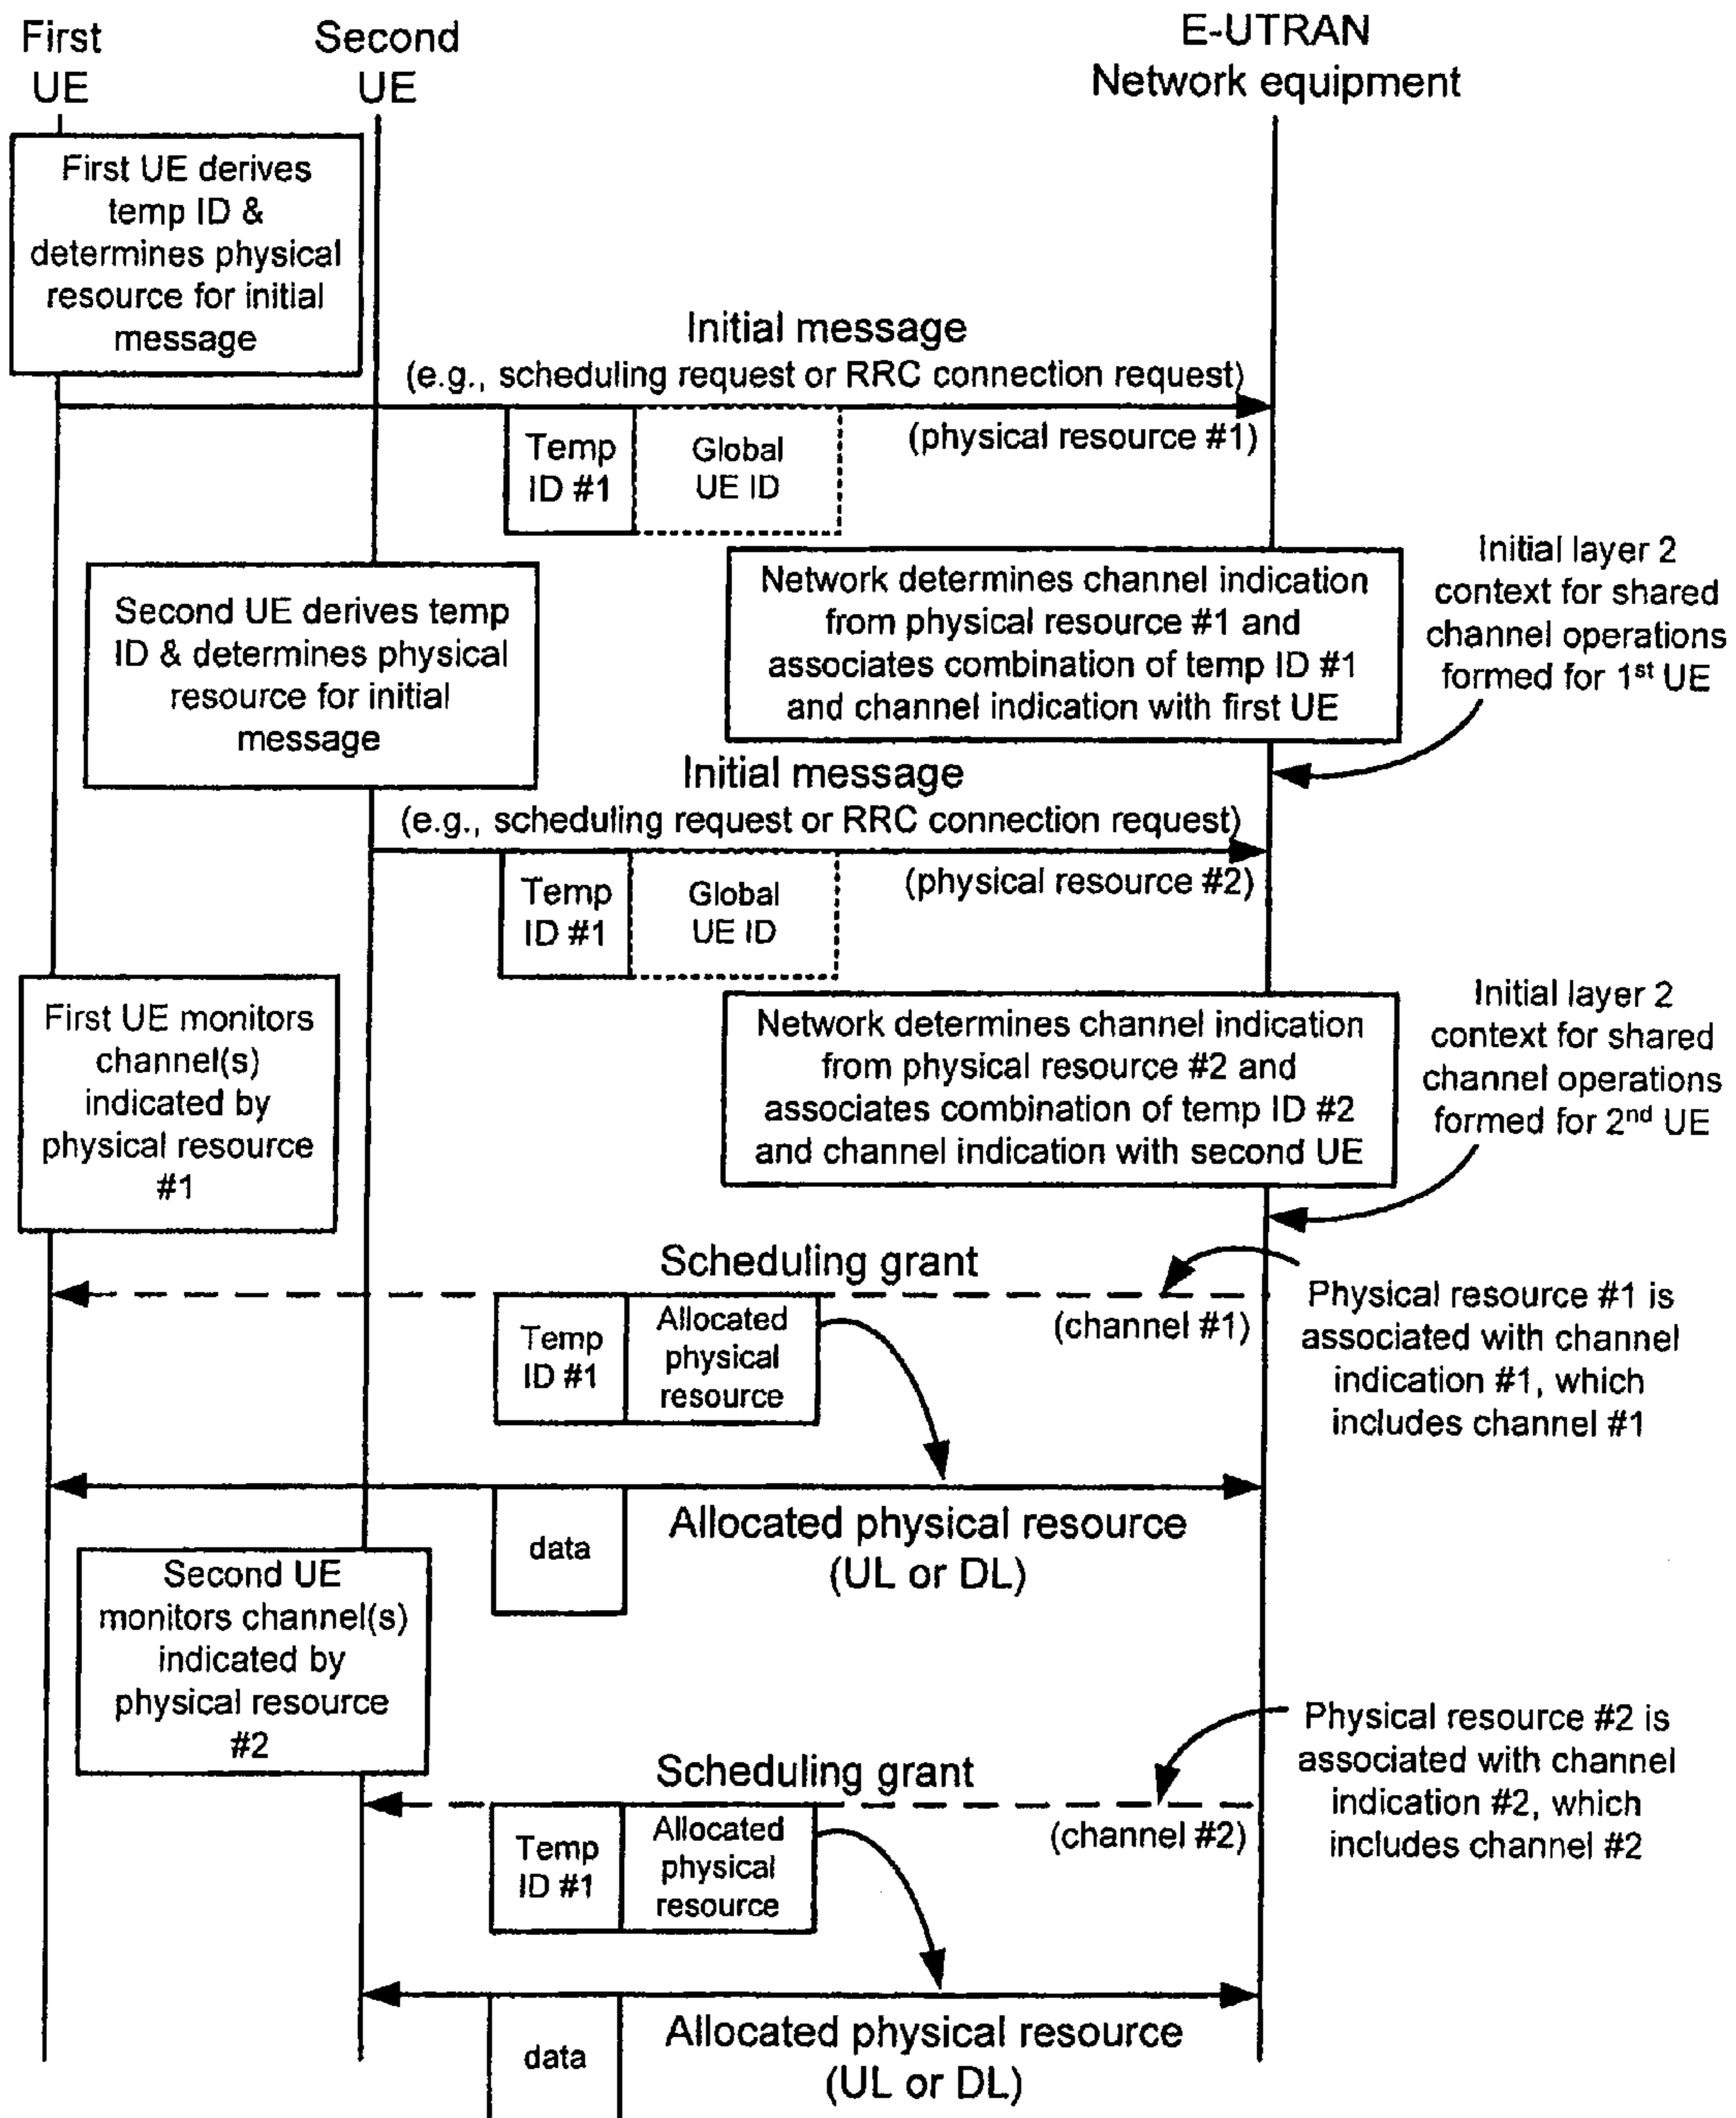 First
UE
Second
UE
E-UTRAN
Network equipment
First UE derives
temp ID &
determines physical
resource for initial
message
Initial message
(e.g., scheduling request or RRC connection request)
(physical resource #1)
Temp
ID #1
Global
UE ID
Second UE derives temp
ID & determines physical
resource for initial
message
Network determines channel indication
from physical resource #1 and
associates combination of temp ID #1
and channel indication with first UE
Initial layer 2
context for shared
channel operations
formed for 1st UE
Initial message
(e.g., scheduling request or RRC connection request)
(physical resource #2)
Temp
ID #1
Global
UE ID
First UE monitors
channel(s)
indicated by
physical resource
#1
Network determines channel indication
from physical resource #2 and
associates combination of temp ID #2
and channel indication with second UE
Initial layer 2
context for shared
channel operations
formed for 2nd UE
Scheduling grant
(channel #1)
Temp
ID #1
Allocated
physical
resource
Physical resource #1 is
associated with channel
indication #1, which
includes channel #1
data
Allocated physical resource
(UL or DL)
Second UE
monitors channel(s)
indicated by
physical resource
#2
Scheduling grant
(channel #2)
Temp
ID #1
Allocated
physical
resource
Physical resource #2 is
associated with channel
indication #2, which
includes channel #2
data
Allocated physical resource
(UL or DL)